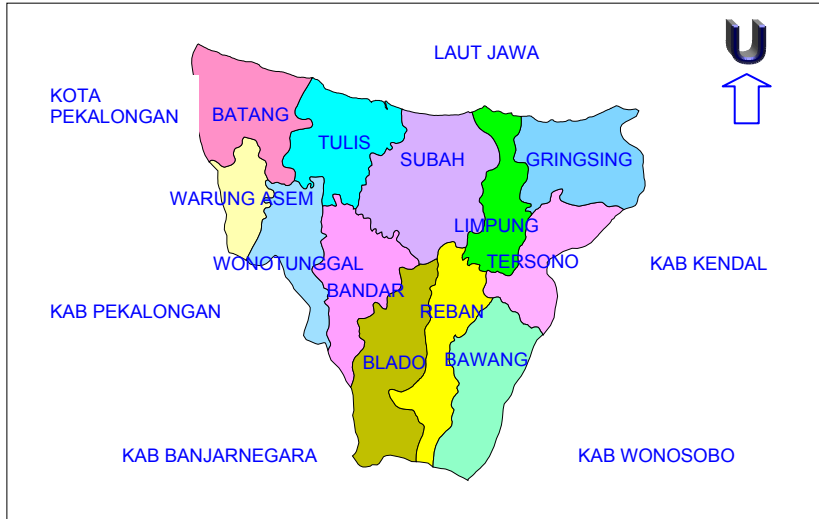 LAUT JAWA
U
KOTA
PEKALONGAN
BATANG
TULIS
SUBAH
GRINGSING
WARUNG ASEM
LIMPUNG
WONOTUNGGAL
TERSONO
KAB KENDAL
BANDAR
KAB PEKALONGAN
REBAN
BLADO
BAWANG
KAB BANJARNEGARA
KAB WONOSOBO